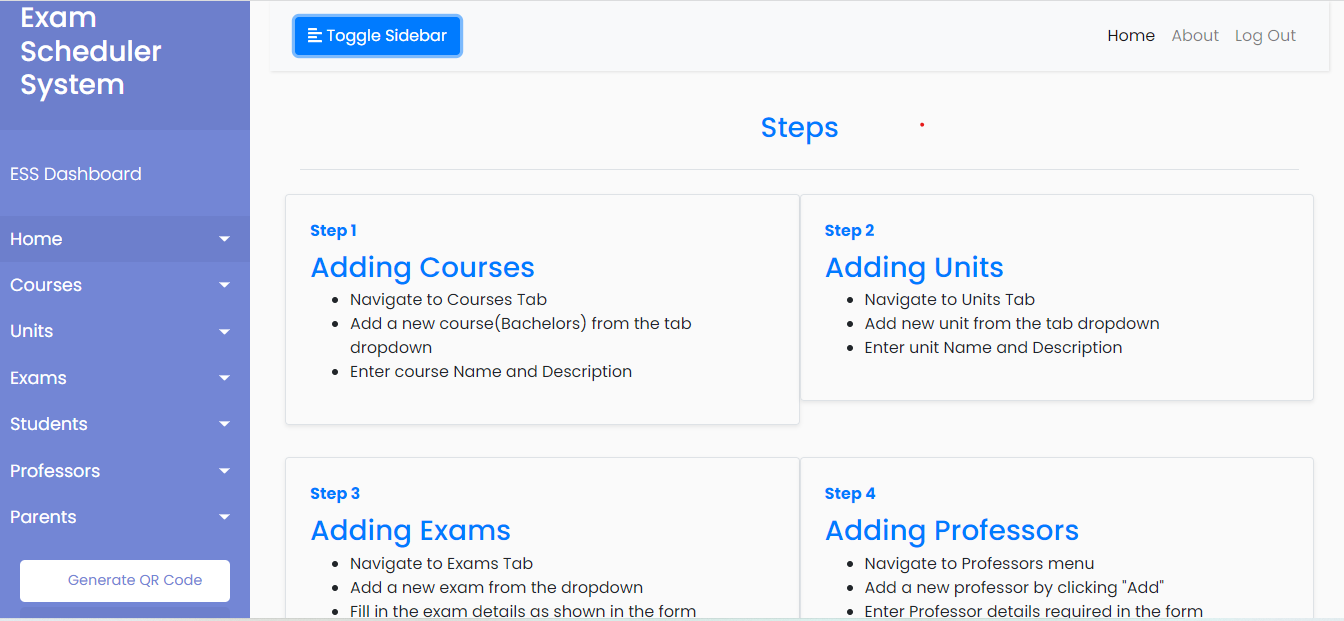 Exam
Scheduler
System
ESS Dashboard
Home
Courses
Units
Exams
Students
Professors
Parents
Generate QR Code
Toggle Sidebar
Home About Log Out
Steps
Step 1
Adding Courses
Navigate to Courses Tab
Add a new course(Bachelors) from the tab
dropdown
Enter course Name and Description
Step 2
Adding Units
Navigate to Units Tab
Add new unit from the tab dropdown
Enter unit Name and Description
Step 3
Adding Exams
Navigate to Exams Tab
Add a new exam from the dropdown
Fill in the exam details as shown in the form
Step 4
Adding Professors
Navigate to Professors menu
Add a new professor by clicking "Add"
Enter Professor details required in the form